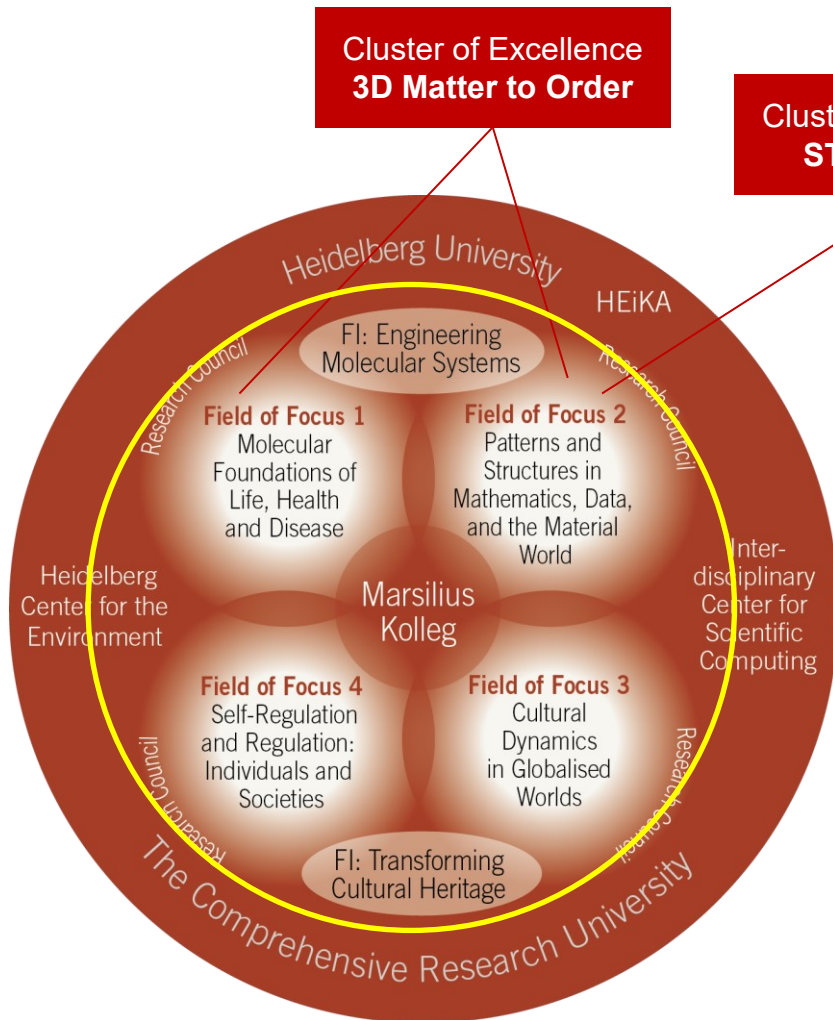 Cluster of Excellence
3D Matter to Order
Heidelberg University
HEiKA
FI: Engineering
Molecular Systems
Research Council
Research Council
Field of Focus 1
Molecular
Foundations of
Life, Health
and Disease
Field of Focus 2
Patterns and
Structures in
Mathematics, Data,
and the Material
World
Heidelberg
Center for the
Environment
Marsilius
Kolleg
Inter-
disciplinary
Center for
Scientific
Computing
Field of Focus 4
Self-Regulation
and Regulation:
Individuals and
Societies
Field of Focus 3
Cultural
Dynamics
in Globalised
Worlds
Research Council
Research Council
FI: Transforming
Cultural Heritage
The Comprehensive Research University